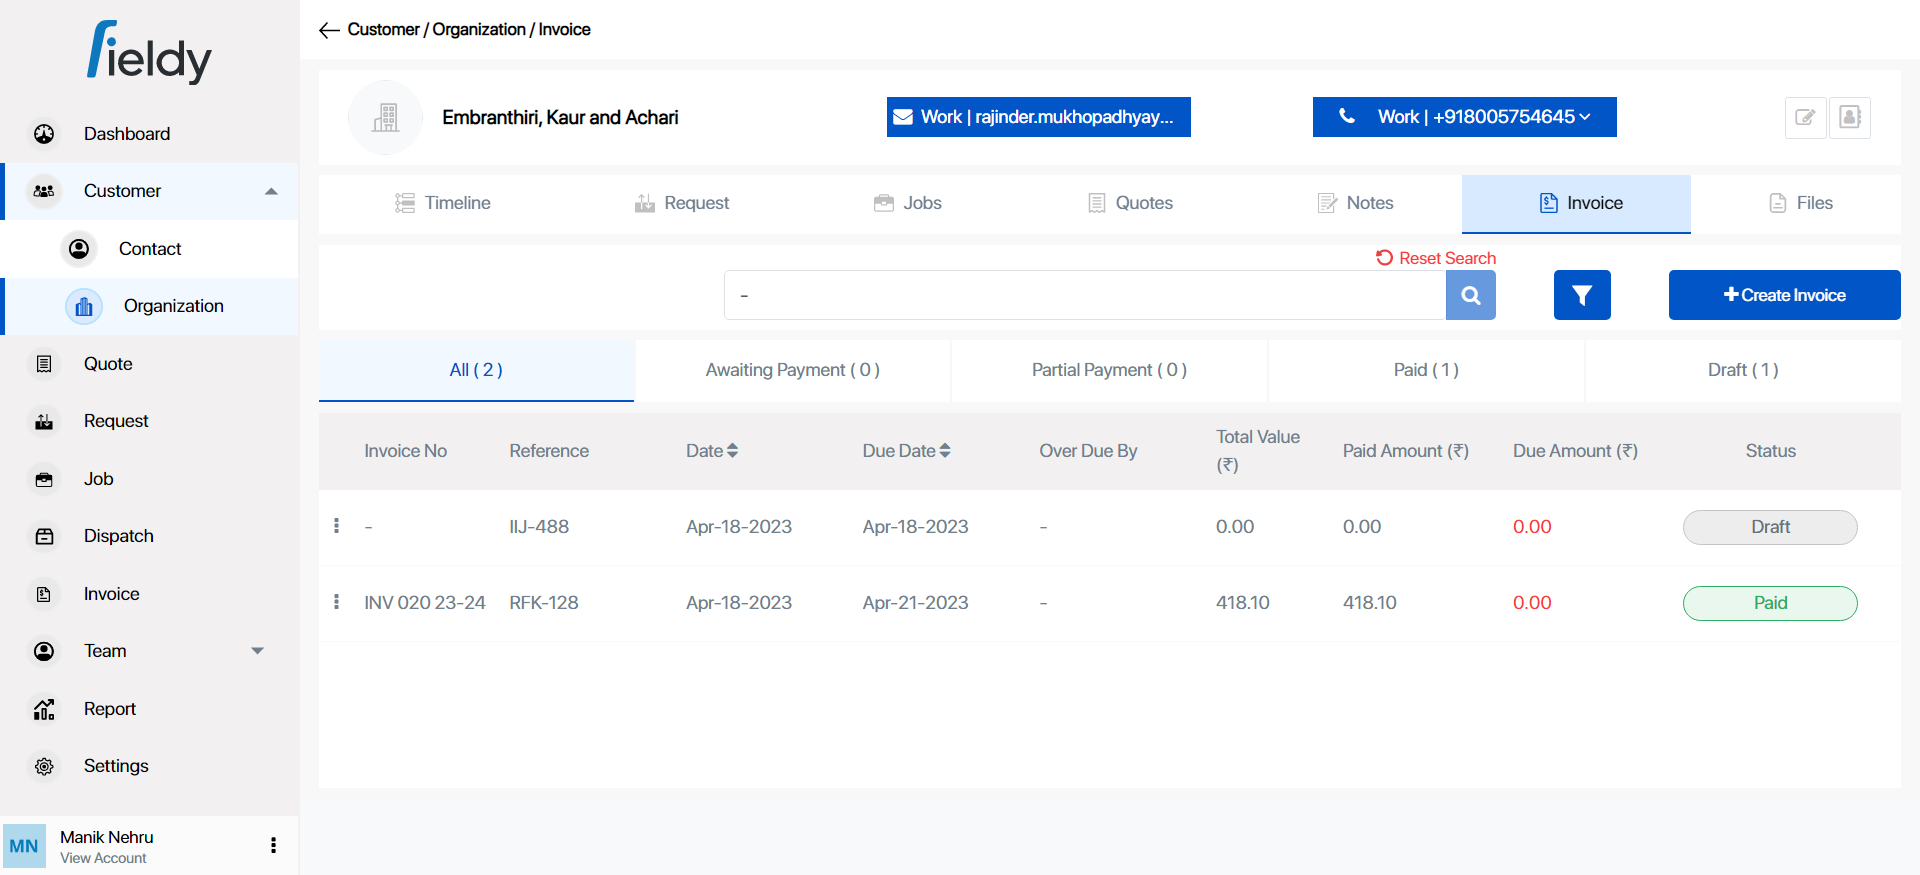 fieldy
Customer / Organization / Invoice
Dashboard
Customer
Contact
Organization
Quote
Request
Job
Dispatch
Invoice
Team
Report
Settings
MN
Manik Nehru
View Account
Embranthiri, Kaur and Achari
Work | rajinder.mukhopadhyay...
Work | +918005754645
Timeline
Request
Jobs
Quotes
Notes
Invoice
Files
Reset Search
-
+Create Invoice
All ( 2 )
Awaiting Payment ( 0 )
Partial Payment ( 0 )
Paid ( 1 )
Draft ( 1 )
Invoice No Reference Date Due Date Over Due By Total Value (₹) Paid Amount (₹) Due Amount (₹) Status
- IIJ-488 Apr-18-2023 Apr-18-2023 - 0.00 0.00 0.00 Draft
INV 020 23-24 RFK-128 Apr-18-2023 Apr-21-2023 - 418.10 418.10 0.00 Paid